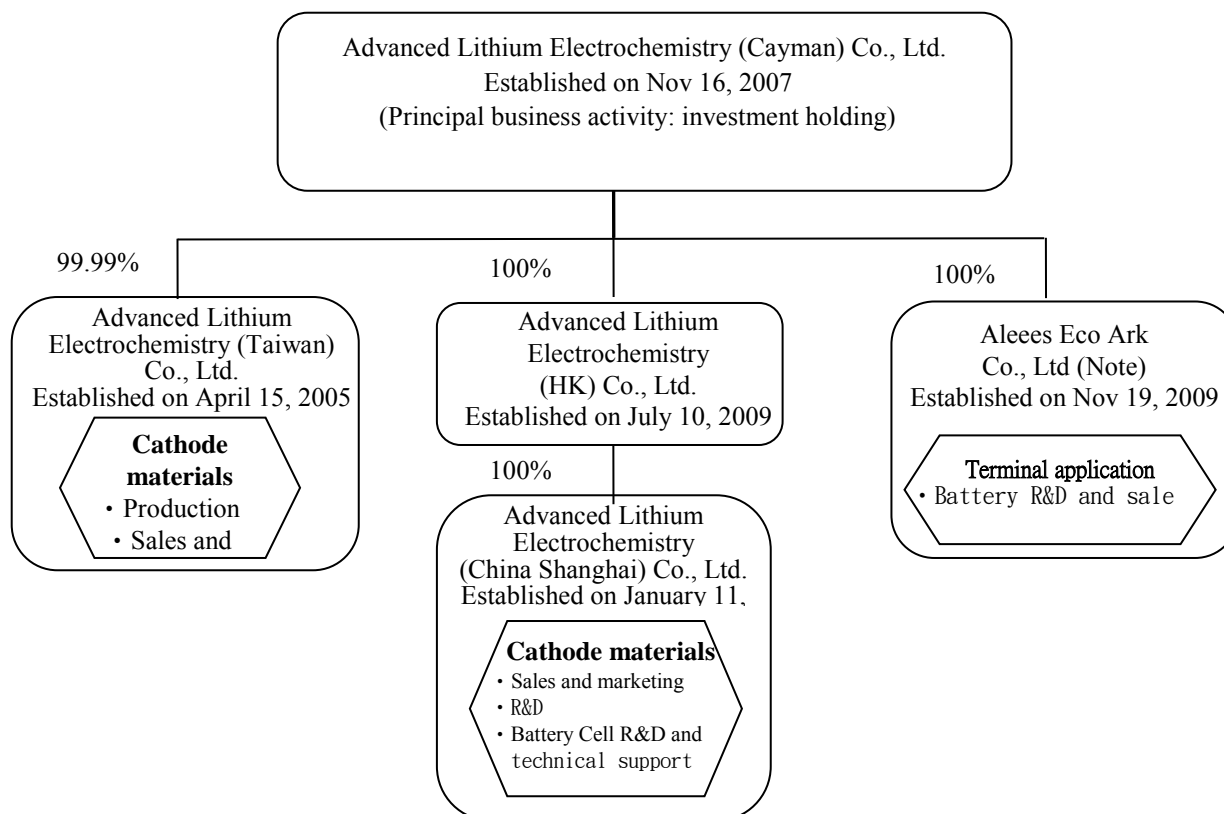 Advanced Lithium Electrochemistry (Cayman) Co., Ltd.
Established on Nov 16, 2007
(Principal business activity: investment holding)
99.99%
100%
100%
Advanced Lithium
Electrochemistry (Taiwan)
Co., Ltd.
Established on April 15, 2005
Cathode
materials
・Production
・Sales and
Advanced Lithium
Electrochemistry
(HK) Co., Ltd.
Established on July 10, 2009
100%
Advanced Lithium
Electrochemistry
(China Shanghai) Co., Ltd.
Established on January 11,
Cathode materials
・Sales and marketing
・R&D
・Battery Cell R&D and
technical support
Aleees Eco Ark
Co., Ltd (Note)
Established on Nov 19, 2009
Terminal application
・Battery R&D and sale